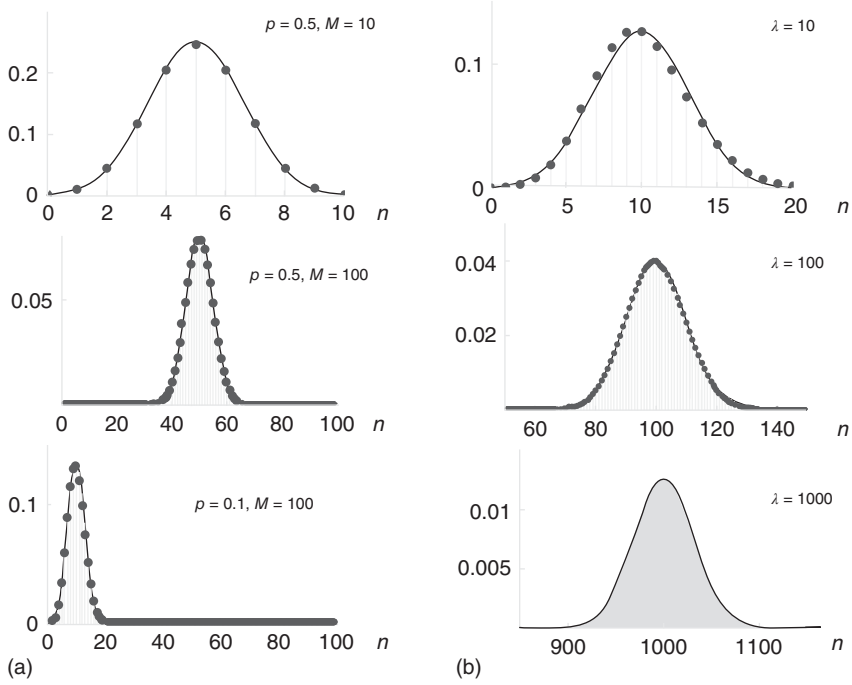 p = 0.5, M = 10
0.2
0.1
0
0 2 4 6 8 10 n
p = 0.5, M = 100
0.05
0 20 40 60 80 100 n
p = 0.1, M = 100
0.1
0
0 20 40 60 80 100 n
(a)
λ = 10
0.1
0
0 5 10 15 20 n
λ = 100
0.04
0.02
60 80 100 120 140 n
λ = 1000
0.01
0.005
900 1000 1100 n
(b)